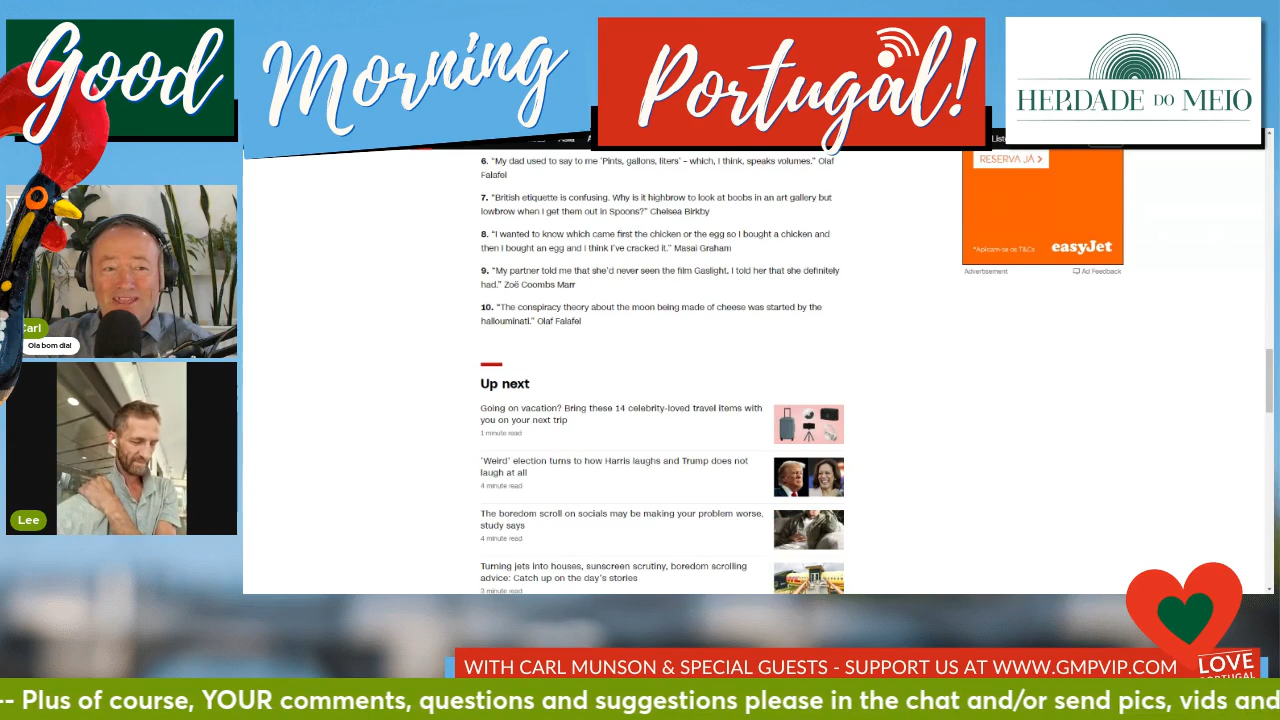 Good Morning Portugal!
HERDADE DO MEIO
6. "My dad used to say to me 'Pints, gallons, liters' – which, I think, speaks volumes." Olaf
Falafel
7. "British etiquette is confusing. Why is it highbrow to look at boobs in an art gallery but
lowbrow when I get them out in Spoons?" Chelsea Birkby
8. "I wanted to know which came first the chicken or the egg so I bought a chicken and
then I bought an egg and I think I've cracked it." Masai Graham
9. "My partner told me that she'd never seen the film Gaslight. I told her that she definitely
had." Zoë Coombs Marr
10. "The conspiracy theory about the moon being made of cheese was started by the
hallouminati." Olaf Falafel
RESERVA JÁ >
*Aplicam-se os T&Cs
easyJet
Advertisement
Ad Feedback
Up next
Going on vacation? Bring these 14 celebrity-loved travel items with
you on your next trip
1 minute read
'Weird' election turns to how Harris laughs and Trump does not
laugh at all
4 minute read
The boredom scroll on socials may be making your problem worse,
study says
4 minute read
Turning jets into houses, sunscreen scrutiny, boredom scrolling
advice: Catch up on the day's stories
3 minute read
Carl
Ola bom dia!
Lee
WITH CARL MUNSON & SPECIAL GUESTS - SUPPORT US AT WWW.GMPVIP.COM
LOVE
PORTUGAL
-- Plus of course, YOUR comments, questions and suggestions please in the chat and/or send pics, vids and